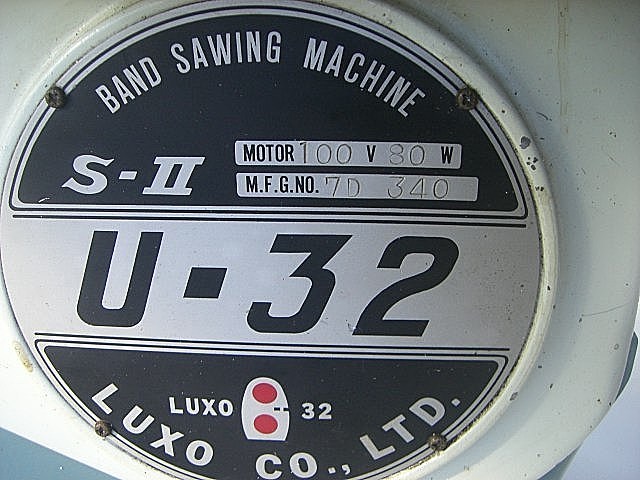 BAND SAWING MACHINE
S-II
MOTOR 100 V 80 W
M.F.G.NO. 7D 340
U-32
LUXO 32
LUXO CO., LTD.